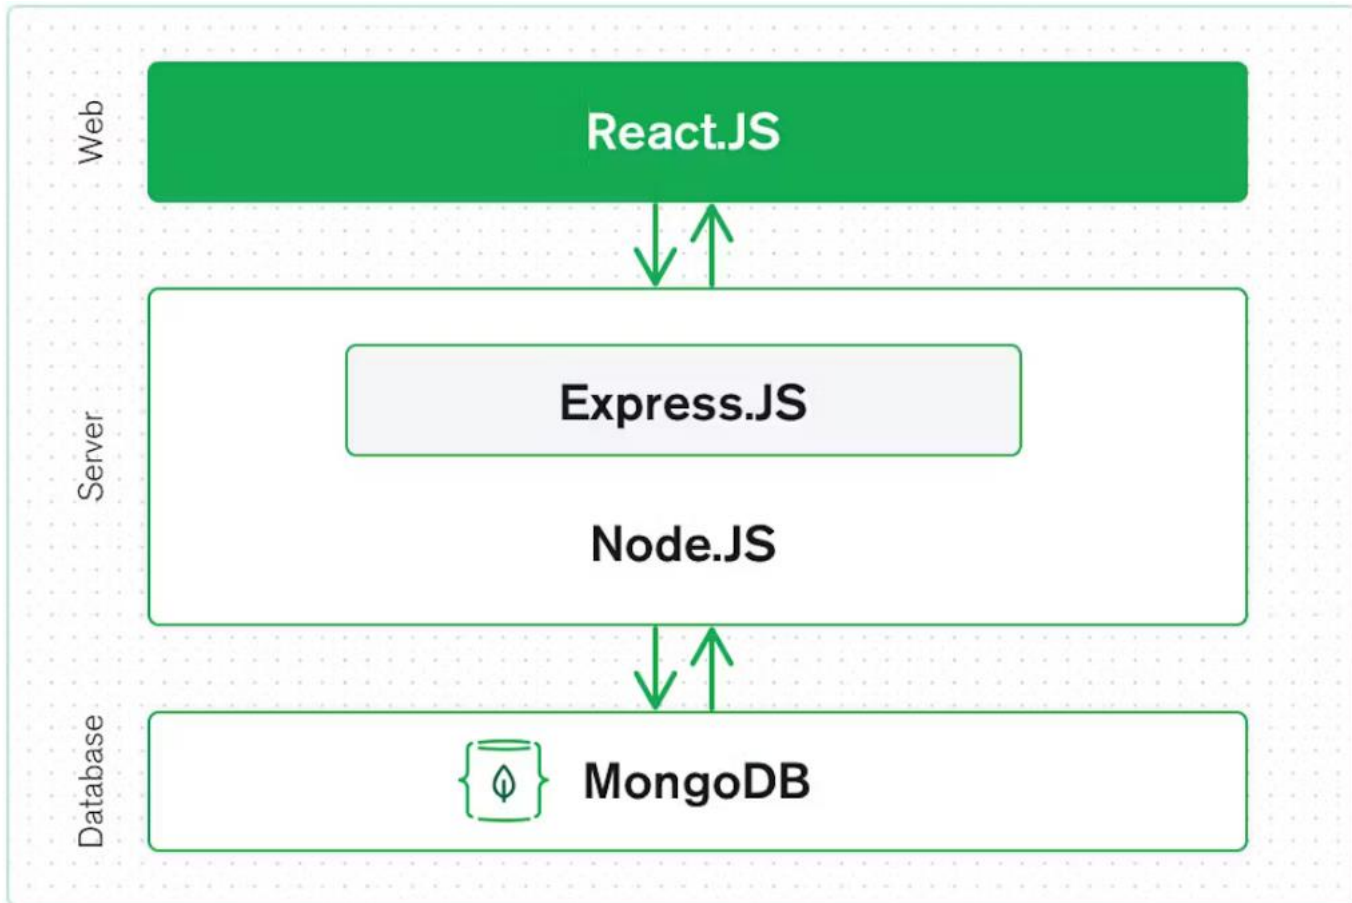 Web
React.JS
Server
Express.JS
Node.JS
Database
MongoDB